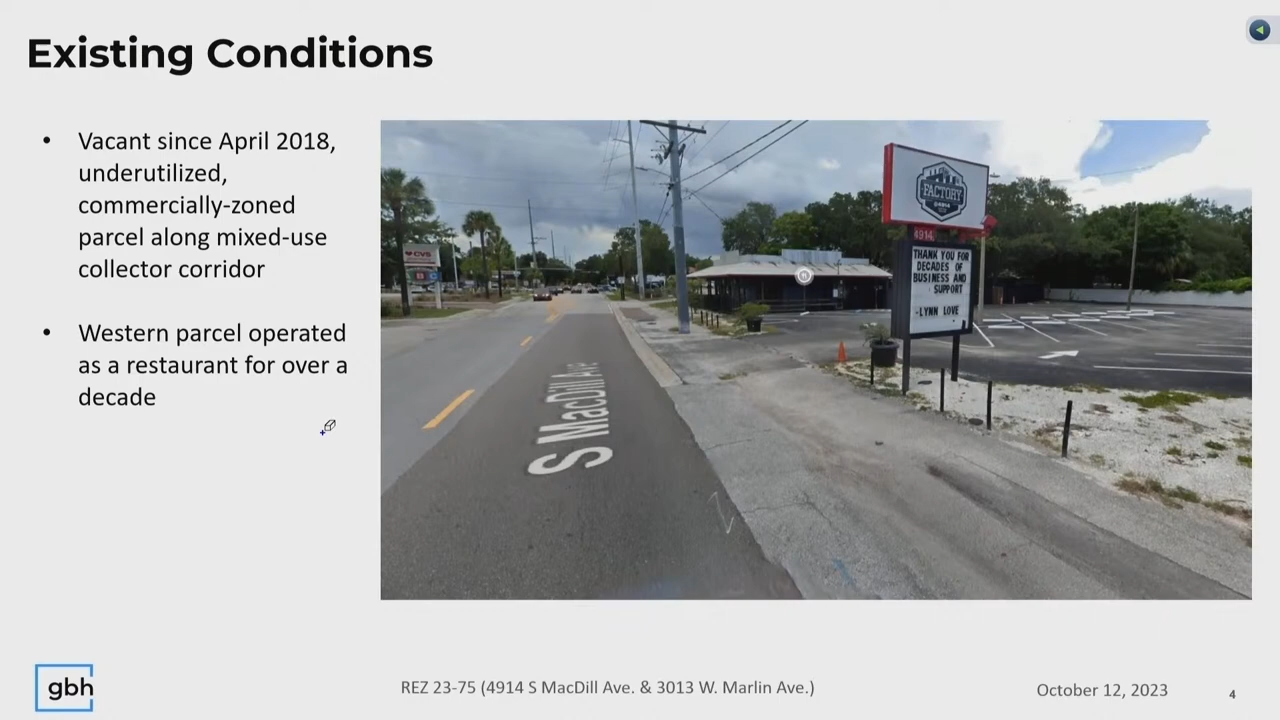 Existing Conditions
• Vacant since April 2018,
underutilized,
commercially-zoned
parcel along mixed-use
collector corridor
• Western parcel operated
as a restaurant for over a
decade
CVS
FACTORY
4914
THANK YOU FOR
DECADES OF
BUSINESS AND
SUPPORT
-LYNN LOVE
S MacDill Ave
gbh
REZ 23-75 (4914 S MacDill Ave. & 3013 W. Marlin Ave.)
October 12, 2023
4